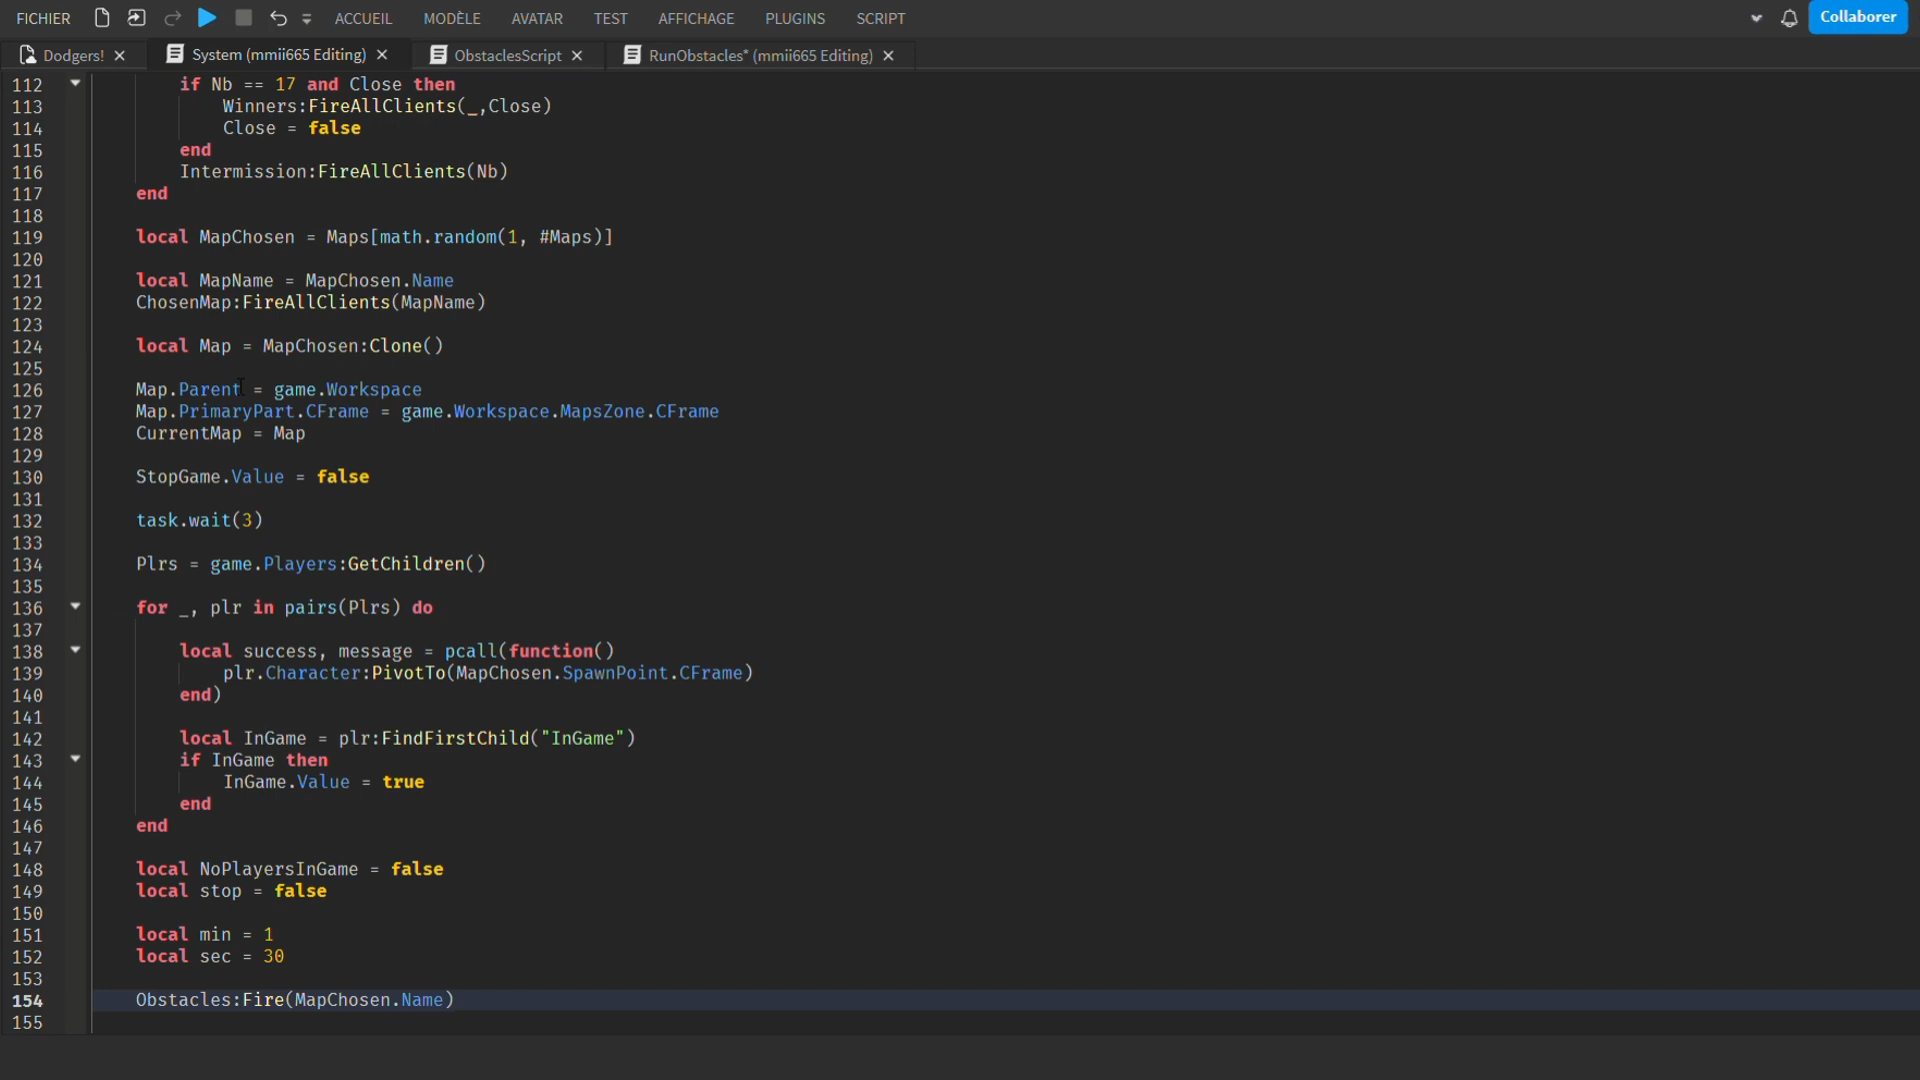 FICHIER ACCUEIL MODÈLE AVATAR TEST AFFICHAGE PLUGINS SCRIPT Collaborer
Dodgers! System (mmii665 Editing) ObstaclesScript RunObstacles* (mmii665 Editing)
112 if Nb == 17 and Close then
113 Winners:FireAllClients(_,Close)
114 Close = false
115 end
116 Intermission:FireAllClients(Nb)
117 end
118
119 local MapChosen = Maps[math.random(1, #Maps)]
120
121 local MapName = MapChosen.Name
122 ChosenMap:FireAllClients(MapName)
123
124 local Map = MapChosen:Clone()
125
126 Map.Parent = game.Workspace
127 Map.PrimaryPart.CFrame = game.Workspace.MapsZone.CFrame
128 CurrentMap = Map
129
130 StopGame.Value = false
131
132 task.wait(3)
133
134 Plrs = game.Players:GetChildren()
135
136 for _, plr in pairs(Plrs) do
137
138 local success, message = pcall(function()
139 plr.Character:PivotTo(MapChosen.SpawnPoint.CFrame)
140 end)
141
142 local InGame = plr:FindFirstChild("InGame")
143 if InGame then
144 InGame.Value = true
145 end
146 end
147
148 local NoPlayersInGame = false
149 local stop = false
150
151 local min = 1
152 local sec = 30
153
154 Obstacles:Fire(MapChosen.Name)
155